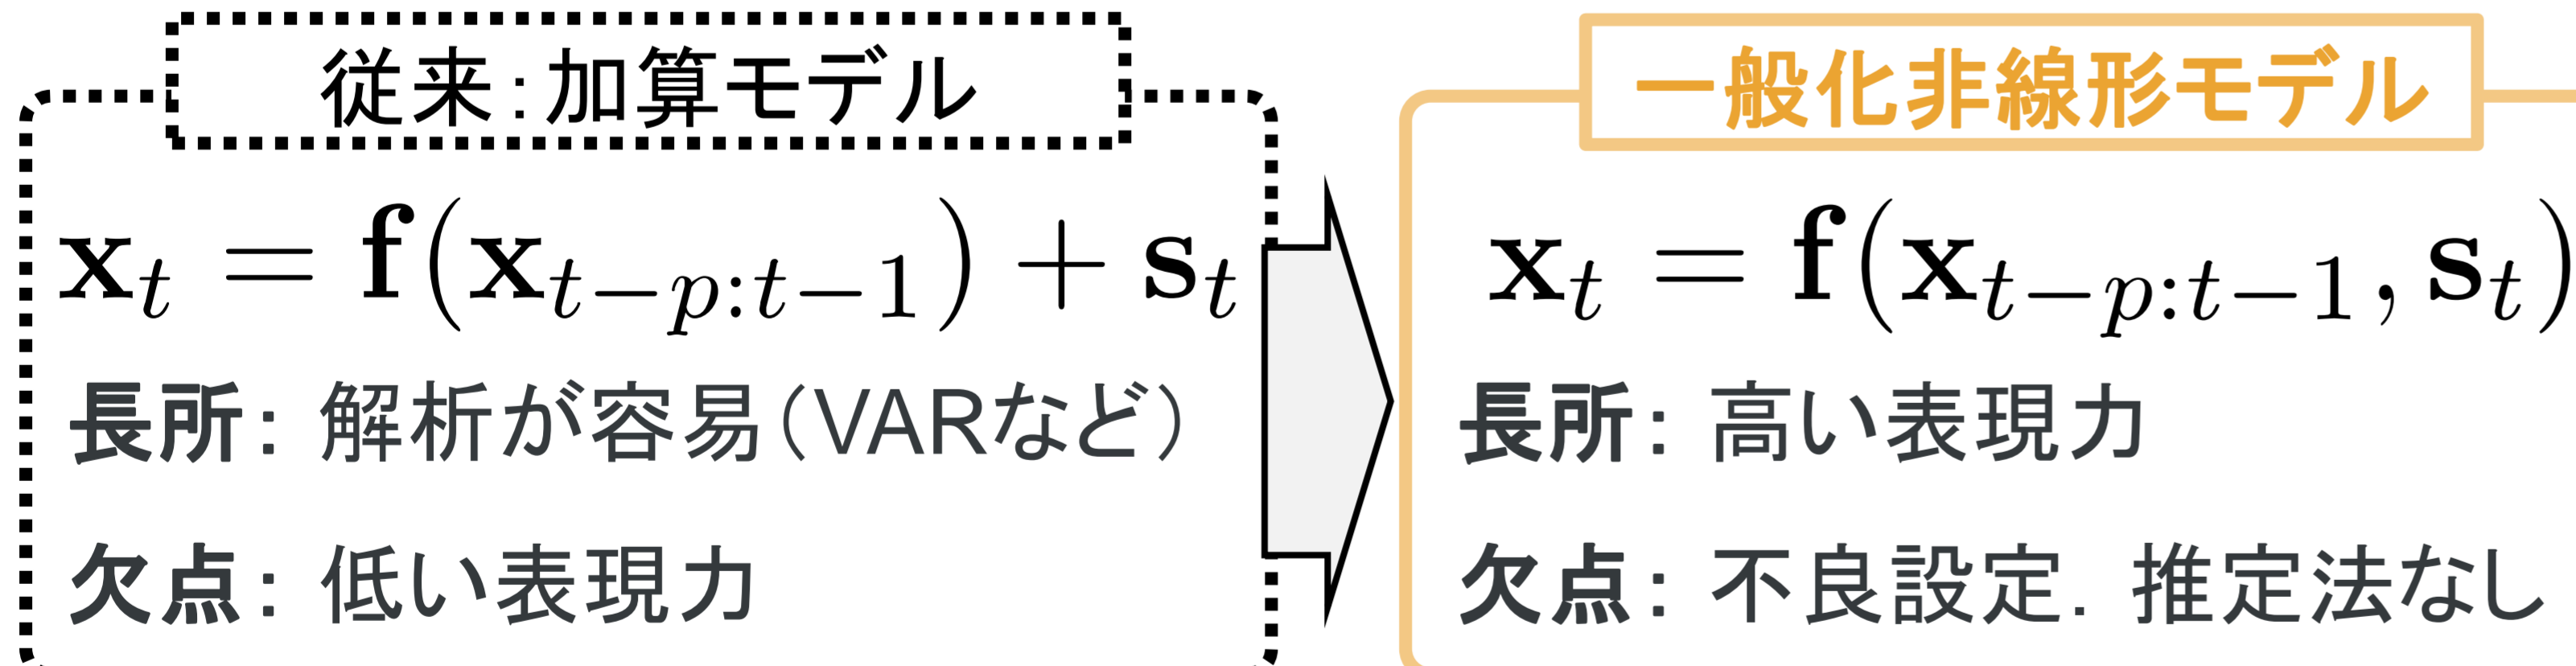 従来：加算モデル
𝐱_t = 𝐟(𝐱_{t−p:t−1}) + 𝐬_t
長所： 解析が容易（VARなど）
欠点： 低い表現力
一般化非線形モデル
𝐱_t = 𝐟(𝐱_{t−p:t−1}, 𝐬_t)
長所： 高い表現力
欠点： 不良設定．推定法なし